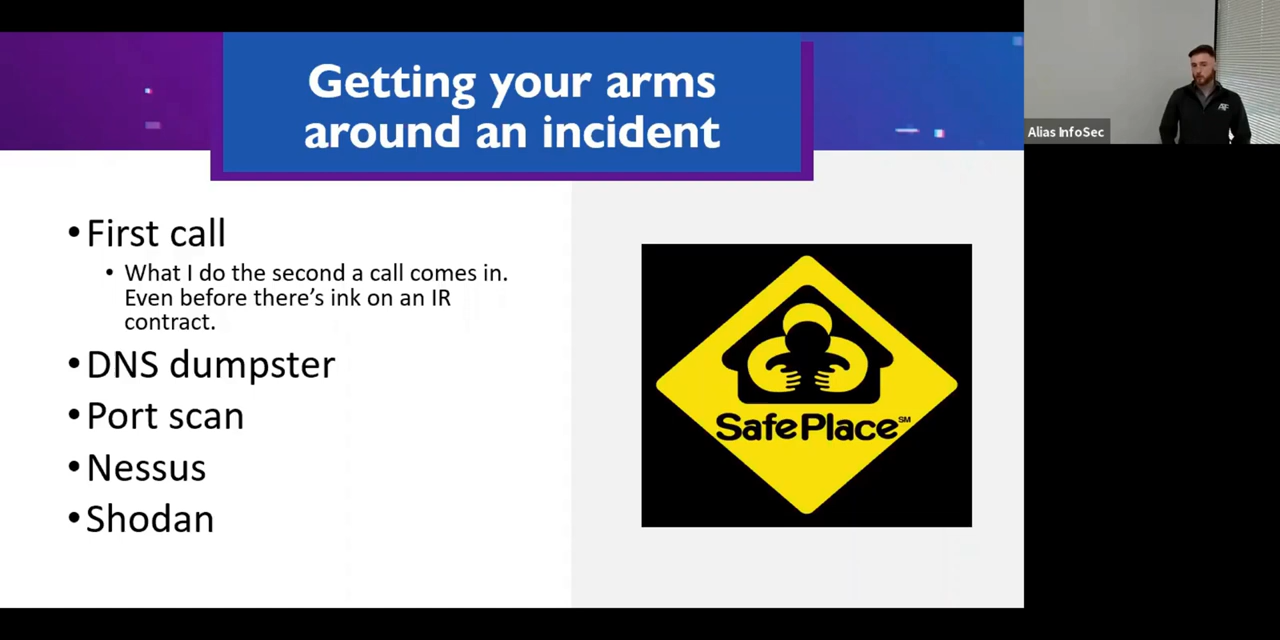 Getting your arms
around an incident
• First call
• What I do the second a call comes in.
Even before there's ink on an IR
contract.
• DNS dumpster
• Port scan
• Nessus
• Shodan
SafePlace℠
Alias InfoSec